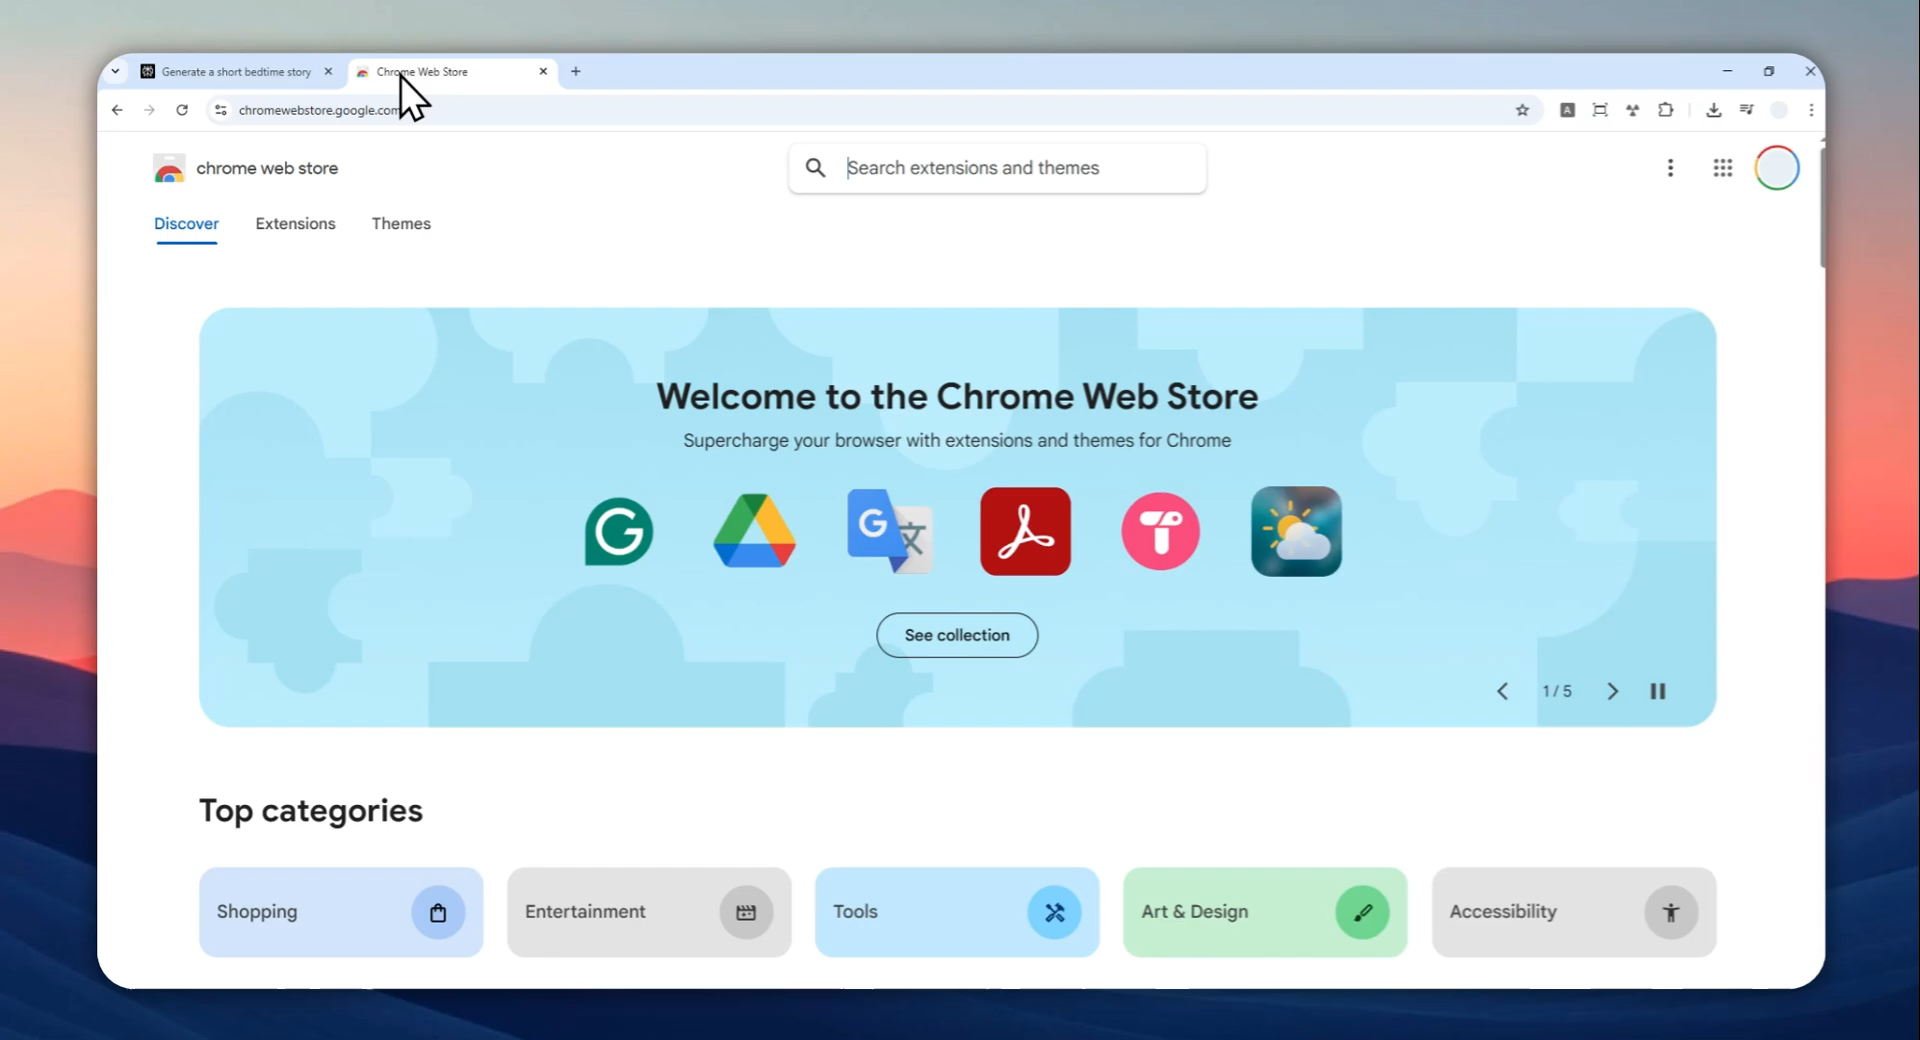 Generate a short bedtime story
Chrome Web Store
chromewebstore.google.com
A
chrome web store
Search extensions and themes
Discover
Extensions
Themes
Welcome to the Chrome Web Store
Supercharge your browser with extensions and themes for Chrome
See collection
1 / 5
Top categories
Shopping
Entertainment
Tools
Art & Design
Accessibility